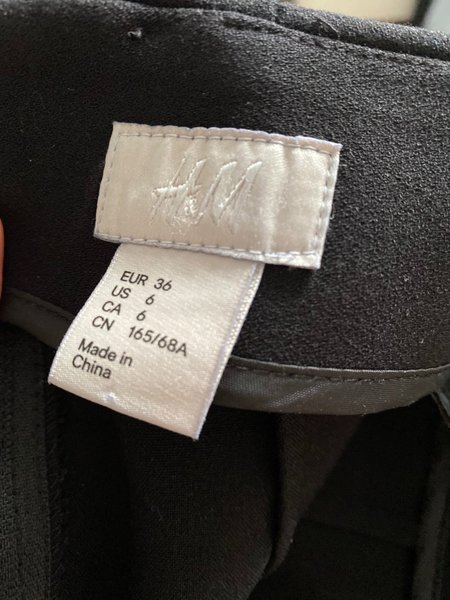 H&M
EUR 36
US 6
CA 6
CN 165/68A
Made in
China